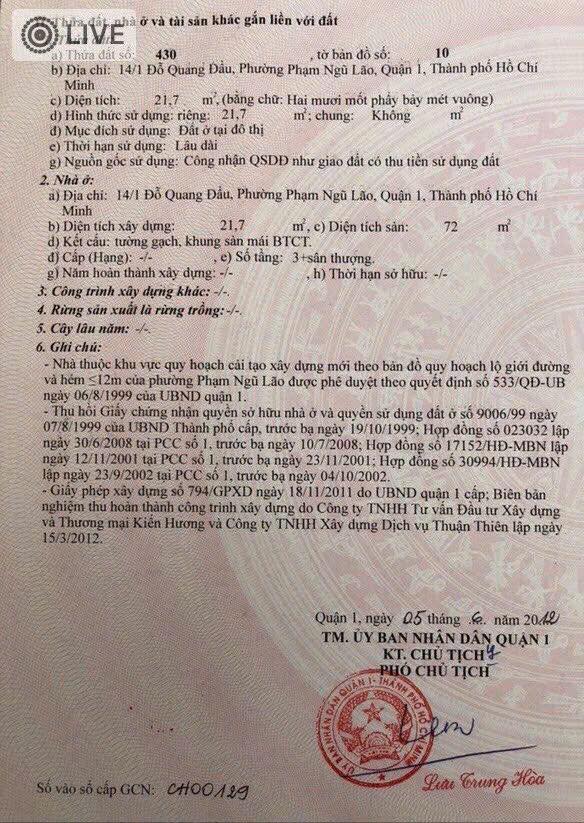 LIVE
Thửa đất, nhà ở và tài sản khác gắn liền với đất
a) Thửa đất số: 430 , tờ bản đồ số: 10
b) Địa chỉ: 14/1 Đỗ Quang Đẩu, Phường Phạm Ngũ Lão, Quận 1, Thành phố Hồ Chí
Minh
c) Diện tích: 21,7 m², (bằng chữ: Hai mươi mốt phẩy bảy mét vuông)
d) Hình thức sử dụng: riêng: 21,7 m²; chung: Không m²
đ) Mục đích sử dụng: Đất ở tại đô thị
e) Thời hạn sử dụng: Lâu dài
g) Nguồn gốc sử dụng: Công nhận QSDĐ như giao đất có thu tiền sử dụng đất
2. Nhà ở:
a) Địa chỉ: 14/1 Đỗ Quang Đẩu, Phường Phạm Ngũ Lão, Quận 1, Thành phố Hồ Chí
Minh
b) Diện tích xây dựng: 21,7 m², c) Diện tích sàn: 72 m²
d) Kết cấu: tường gạch, khung sàn mái BTCT.
đ) Cấp (Hạng): -/- , e) Số tầng: 3+sân thượng.
g) Năm hoàn thành xây dựng: -/- , h) Thời hạn sở hữu: -/-
3. Công trình xây dựng khác: -/-.
4. Rừng sản xuất là rừng trồng:-/-.
5. Cây lâu năm: -/-.
6. Ghi chú:
- Nhà thuộc khu vực quy hoạch cải tạo xây dựng mới theo bản đồ quy hoạch lộ giới đường
và hẻm ≤12m của phường Phạm Ngũ Lão được phê duyệt theo quyết định số 533/QĐ-UB
ngày 06/8/1999 của UBND quận 1.
- Thu hồi Giấy chứng nhận quyền sở hữu nhà ở và quyền sử dụng đất ở số 9006/99 ngày
07/8/1999 của UBND Thành phố cấp, trước bạ ngày 19/10/1999; Hợp đồng số 023032 lập
ngày 30/6/2008 tại PCC số 1, trước bạ ngày 10/7/2008; Hợp đồng số 17152/HĐ-MBN lập
ngày 12/11/2001 tại PCC số 1, trước bạ ngày 23/11/2001; Hợp đồng số 30994/HĐ-MBN
lập ngày 23/9/2002 tại PCC số 1, trước bạ ngày 04/10/2002.
- Giấy phép xây dựng số 794/GPXD ngày 18/11/2011 do UBND quận 1 cấp; Biên bản
nghiệm thu hoàn thành công trình xây dựng do Công ty TNHH Tư vấn Đầu tư Xây dựng
và Thương mại Kiến Hương và Công ty TNHH Xây dựng Dịch vụ Thuận Thiên lập ngày
15/3/2012.
Quận 1, ngày 05 tháng 6 năm 2012
TM. ỦY BAN NHÂN DÂN QUẬN 1
KT. CHỦ TỊCH
PHÓ CHỦ TỊCH
ỦY BAN NHÂN DÂN QUẬN 1 - THÀNH PHỐ HỒ CHÍ MINH
Lưu Trung Hòa
Số vào sổ cấp GCN: CH00129